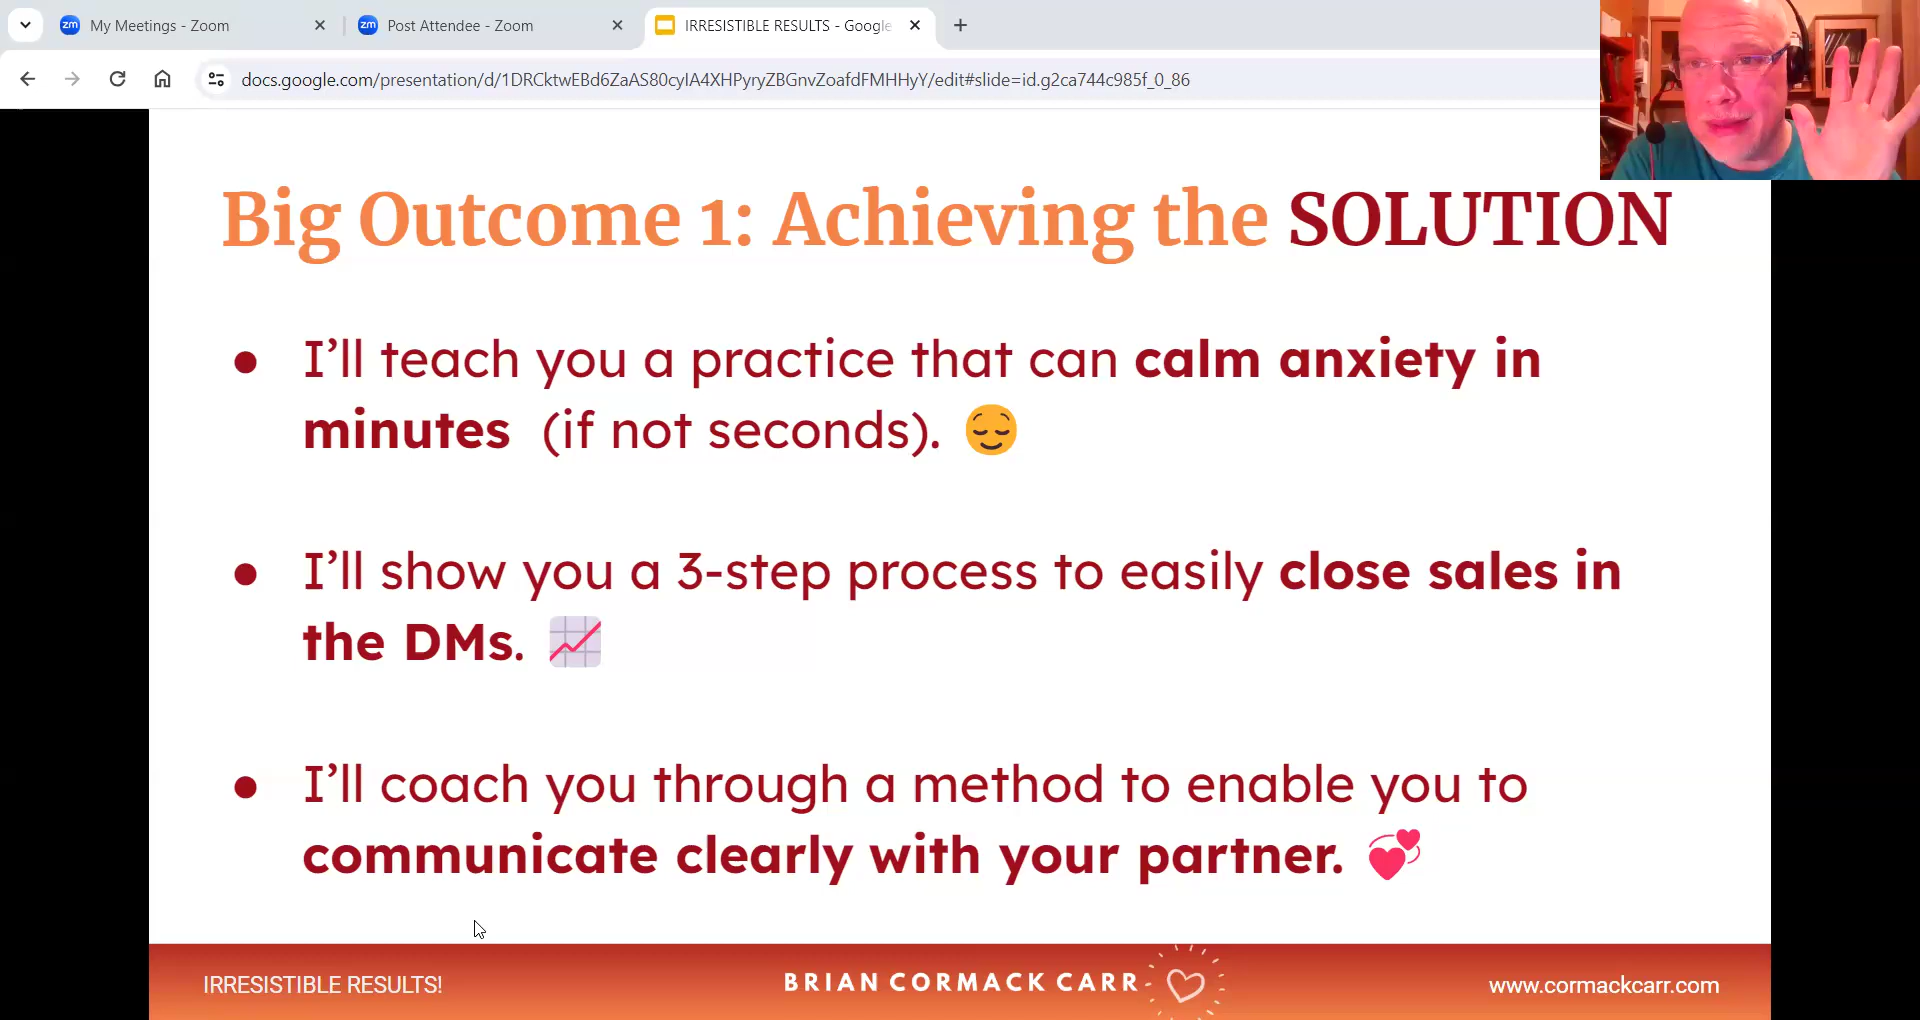 My Meetings - Zoom
Post Attendee - Zoom
IRRESISTIBLE RESULTS - Google
docs.google.com/presentation/d/1DRCktwEBd6ZaAS80cyIA4XHPyryZBGnvZoafdFMHHyY/edit#slide=id.g2ca744c985f_0_86
Big Outcome 1: Achieving the SOLUTION
● I’ll teach you a practice that can calm anxiety in
minutes (if not seconds). 😌
● I’ll show you a 3-step process to easily close sales in
the DMs. 📈
● I’ll coach you through a method to enable you to
communicate clearly with your partner. 💞
IRRESISTIBLE RESULTS!
BRIAN CORMACK CARR
www.cormackcarr.com